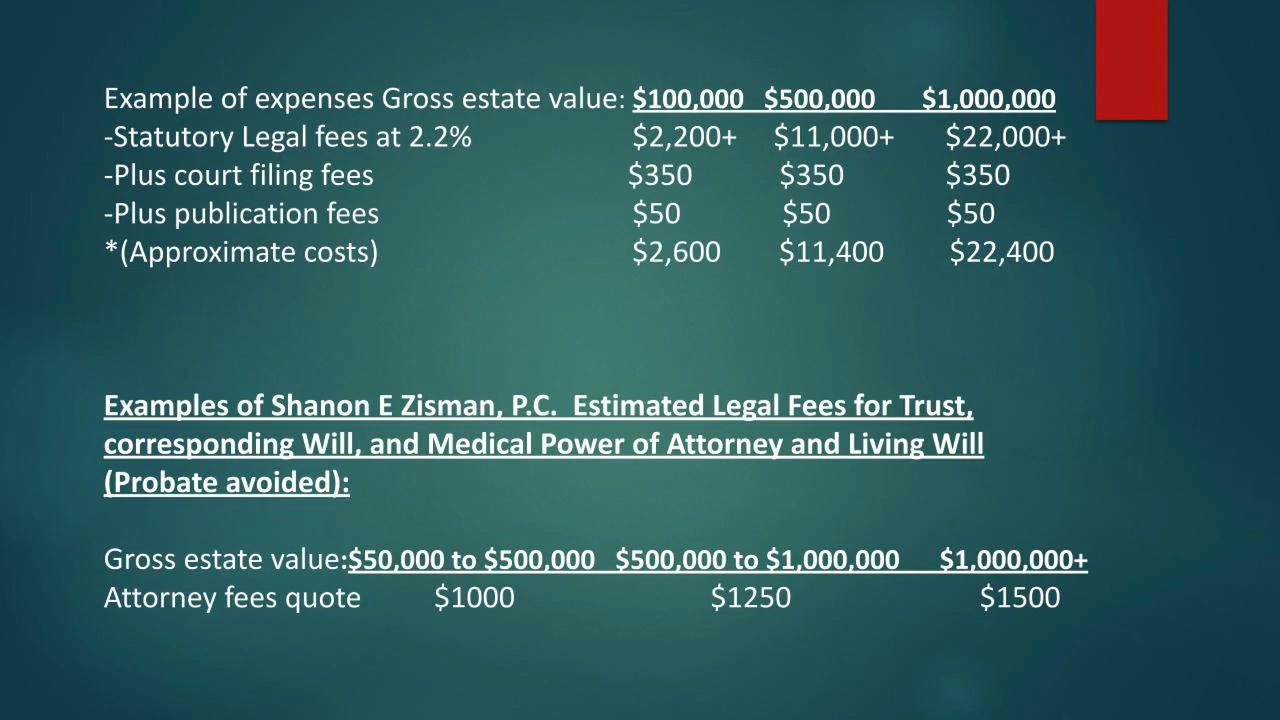 Example of expenses Gross estate value: $100,000 $500,000 $1,000,000
-Statutory Legal fees at 2.2% $2,200+ $11,000+ $22,000+
-Plus court filing fees $350 $350 $350
-Plus publication fees $50 $50 $50
*(Approximate costs) $2,600 $11,400 $22,400
Examples of Shanon E Zisman, P.C. Estimated Legal Fees for Trust,
corresponding Will, and Medical Power of Attorney and Living Will
(Probate avoided):
Gross estate value:$50,000 to $500,000 $500,000 to $1,000,000 $1,000,000+
Attorney fees quote $1000 $1250 $1500